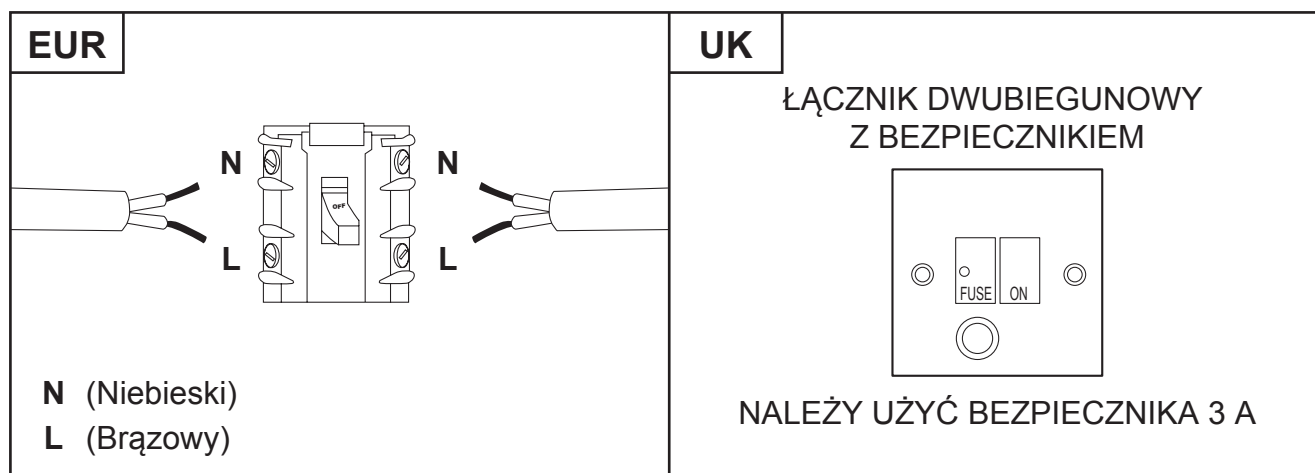 EUR
N
N
OFF
L
L
N (Niebieski)
L (Brązowy)
UK
ŁĄCZNIK DWUBIEGUNOWY
Z BEZPIECZNIKIEM
FUSE ON
NALEŻY UŻYĆ BEZPIECZNIKA 3 A